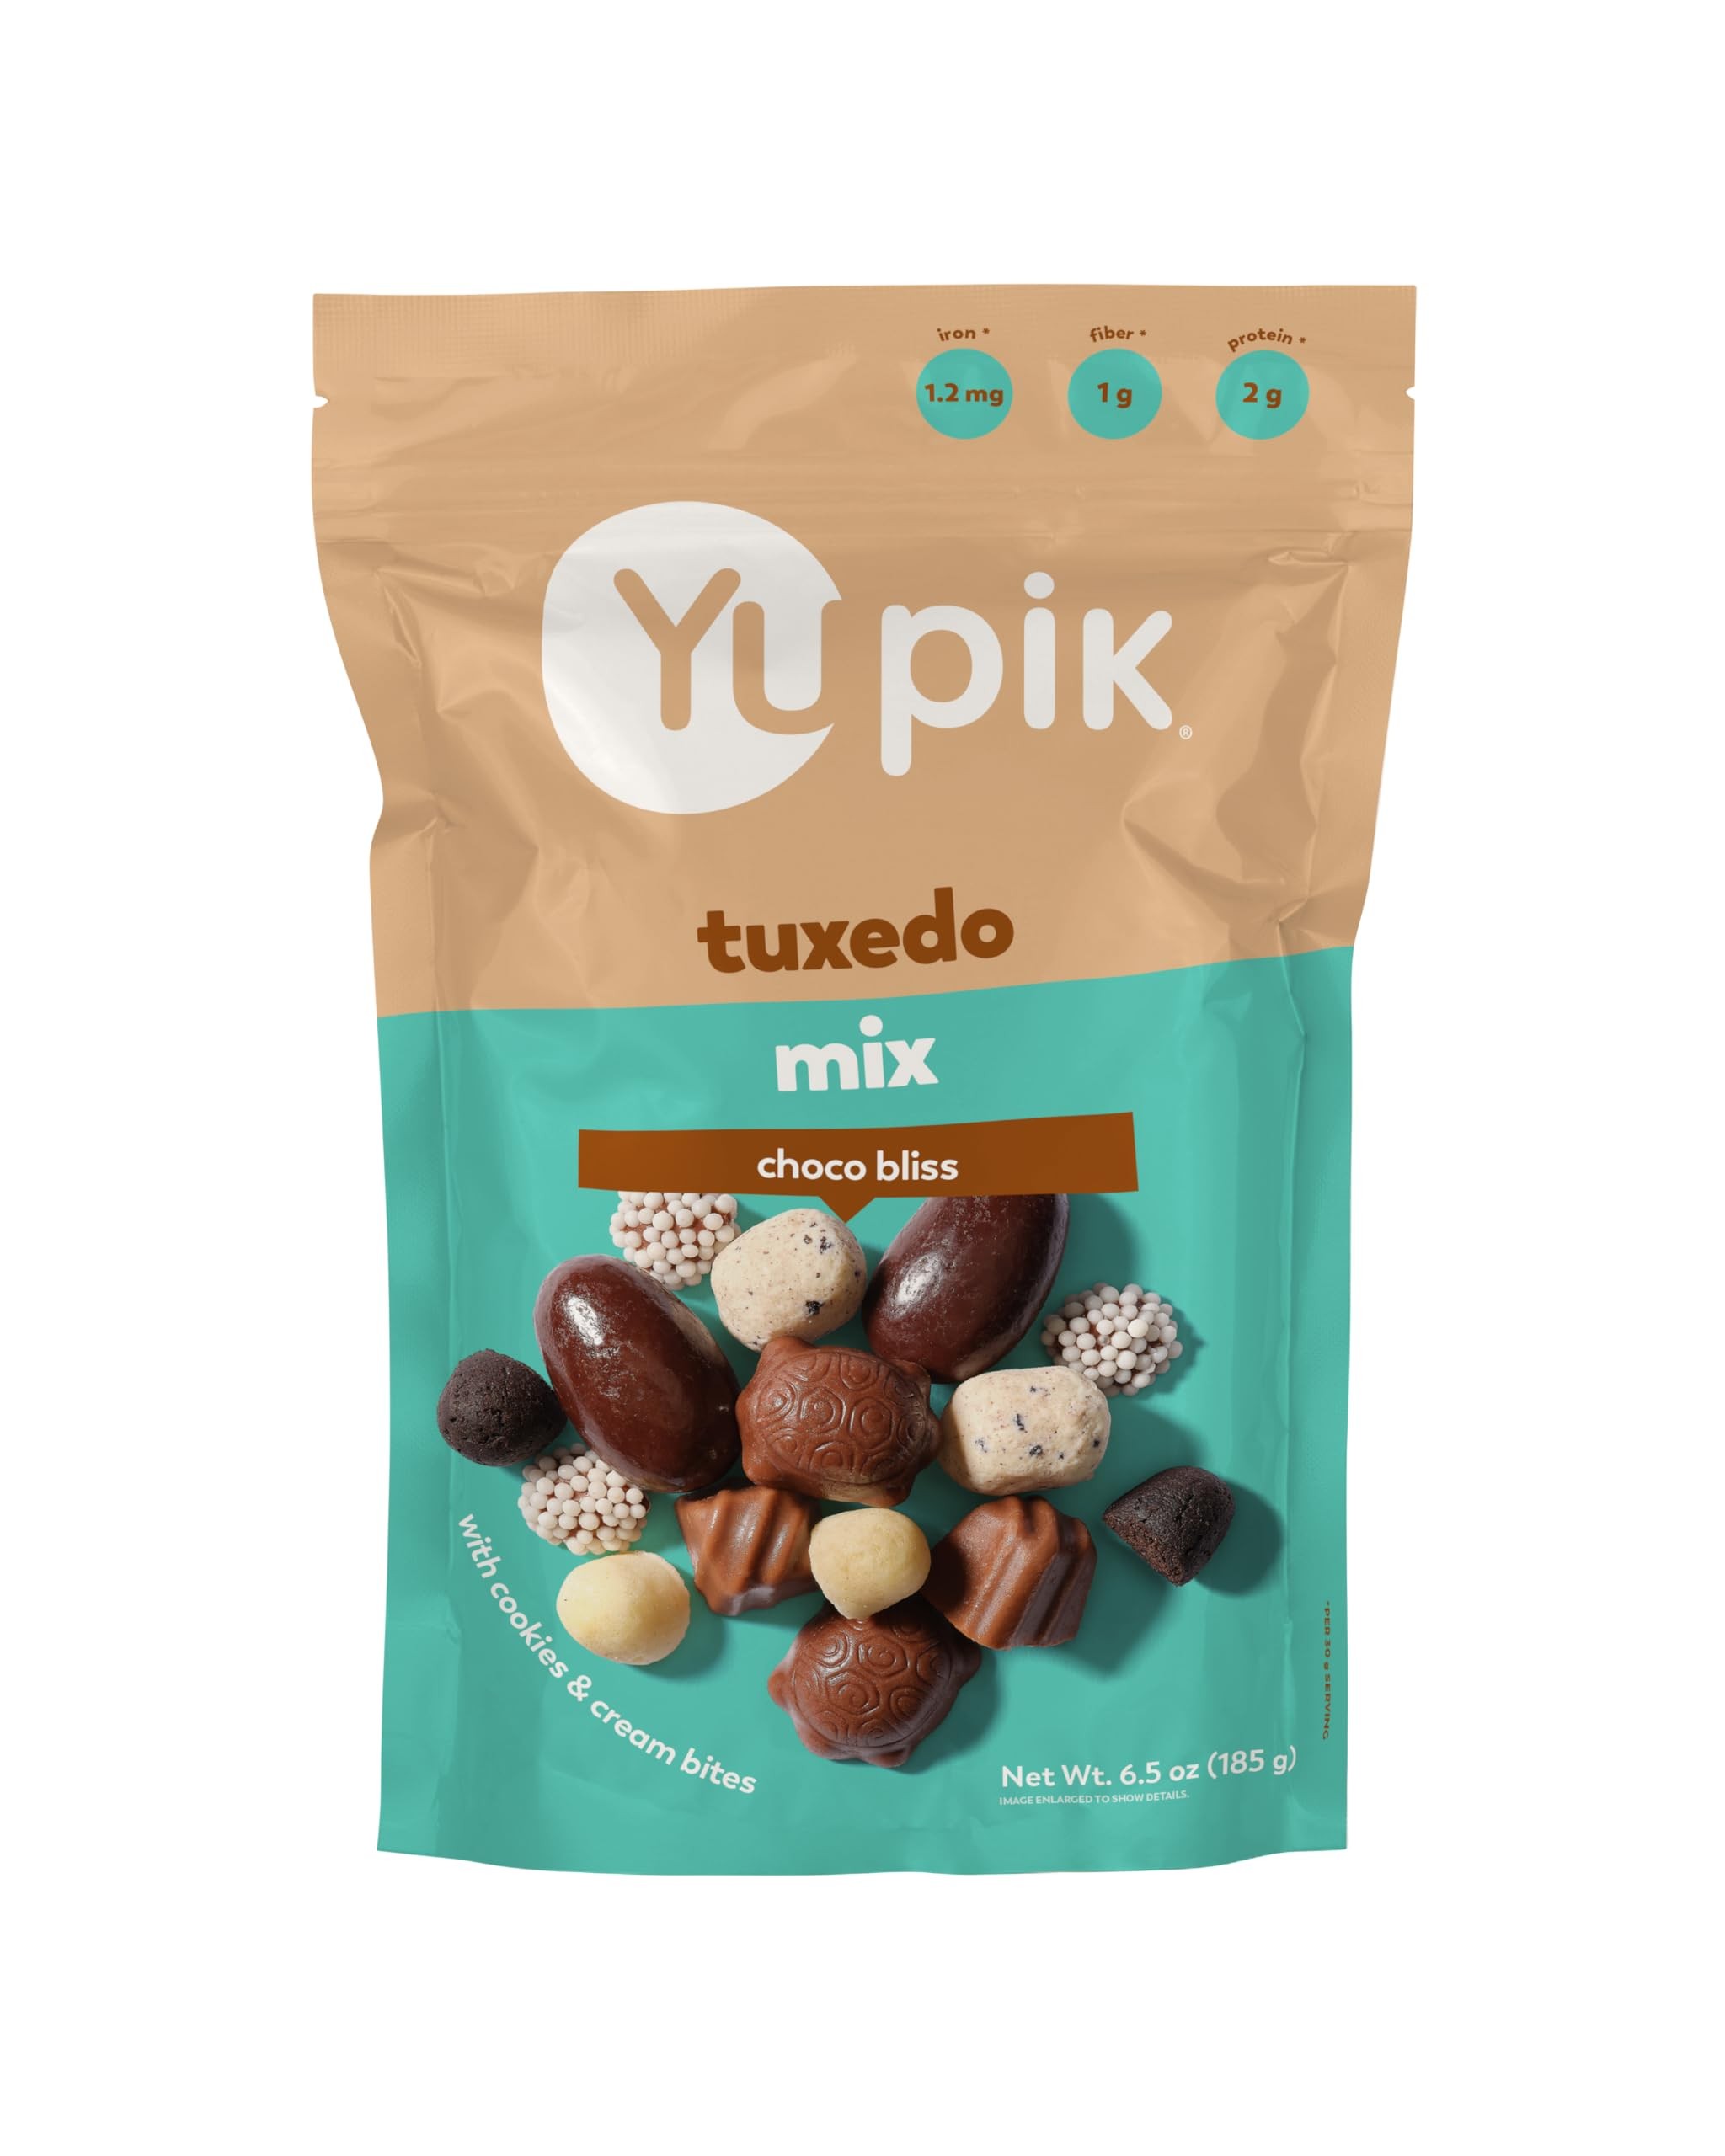 iron * fiber * protein *
1.2 mg 1 g 2 g
Yupik®
tuxedo
mix
choco bliss
with cookies & cream bites
Net Wt. 6.5 oz (185 g)
IMAGE ENLARGED TO SHOW DETAILS.
*PER 30 g SERVING